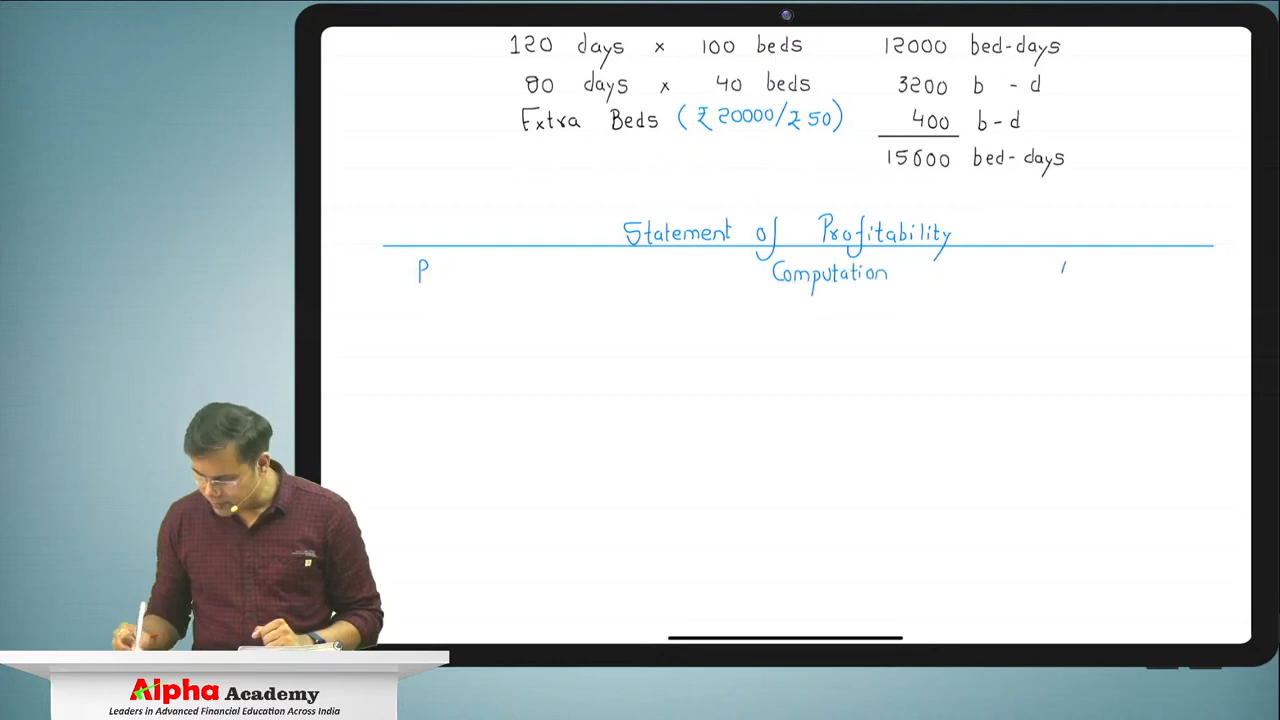 120 days × 100 beds 12000 bed-days
80 days × 40 beds 3200 b - d
Extra Beds (₹20000/₹50) 400 b-d
15600 bed-days
Statement of Profitability
P Computation
Alpha Academy
Leaders in Advanced Financial Education Across India